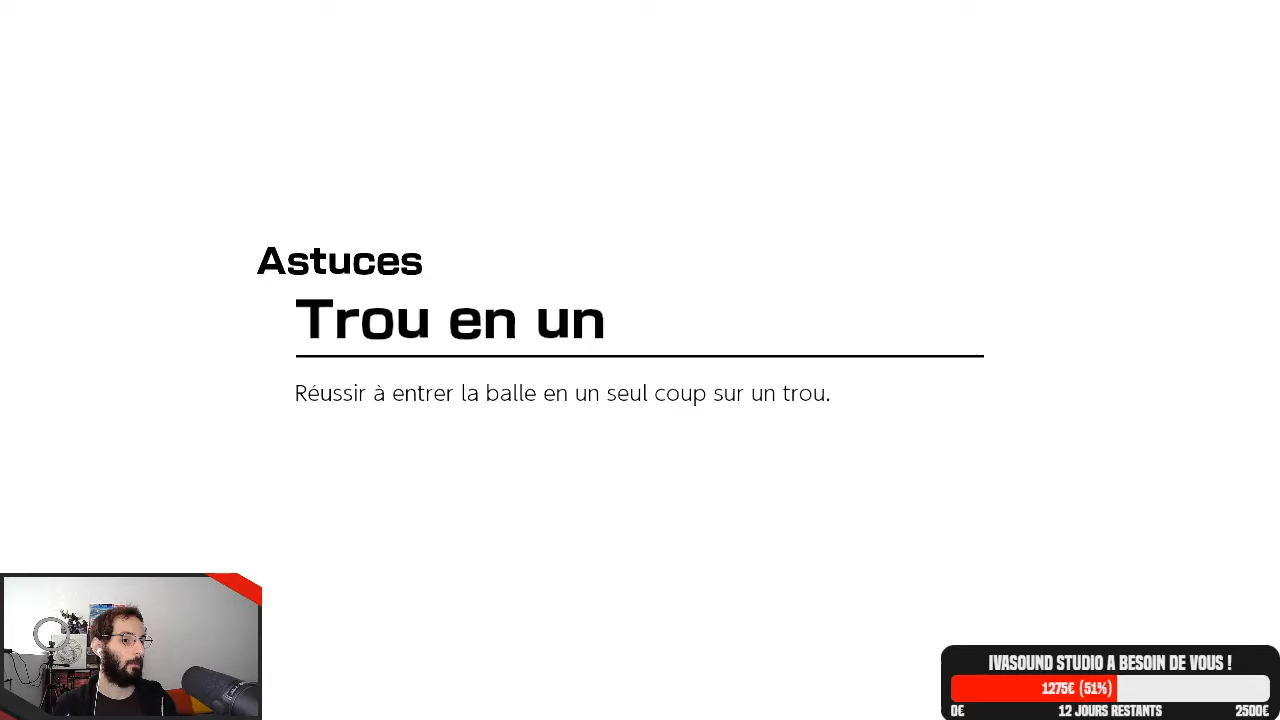 Astuces
Trou en un
Réussir à entrer la balle en un seul coup sur un trou.
IVASOUND STUDIO A BESOIN DE VOUS !
1275€ (51%)
0€ 12 JOURS RESTANTS 2500€